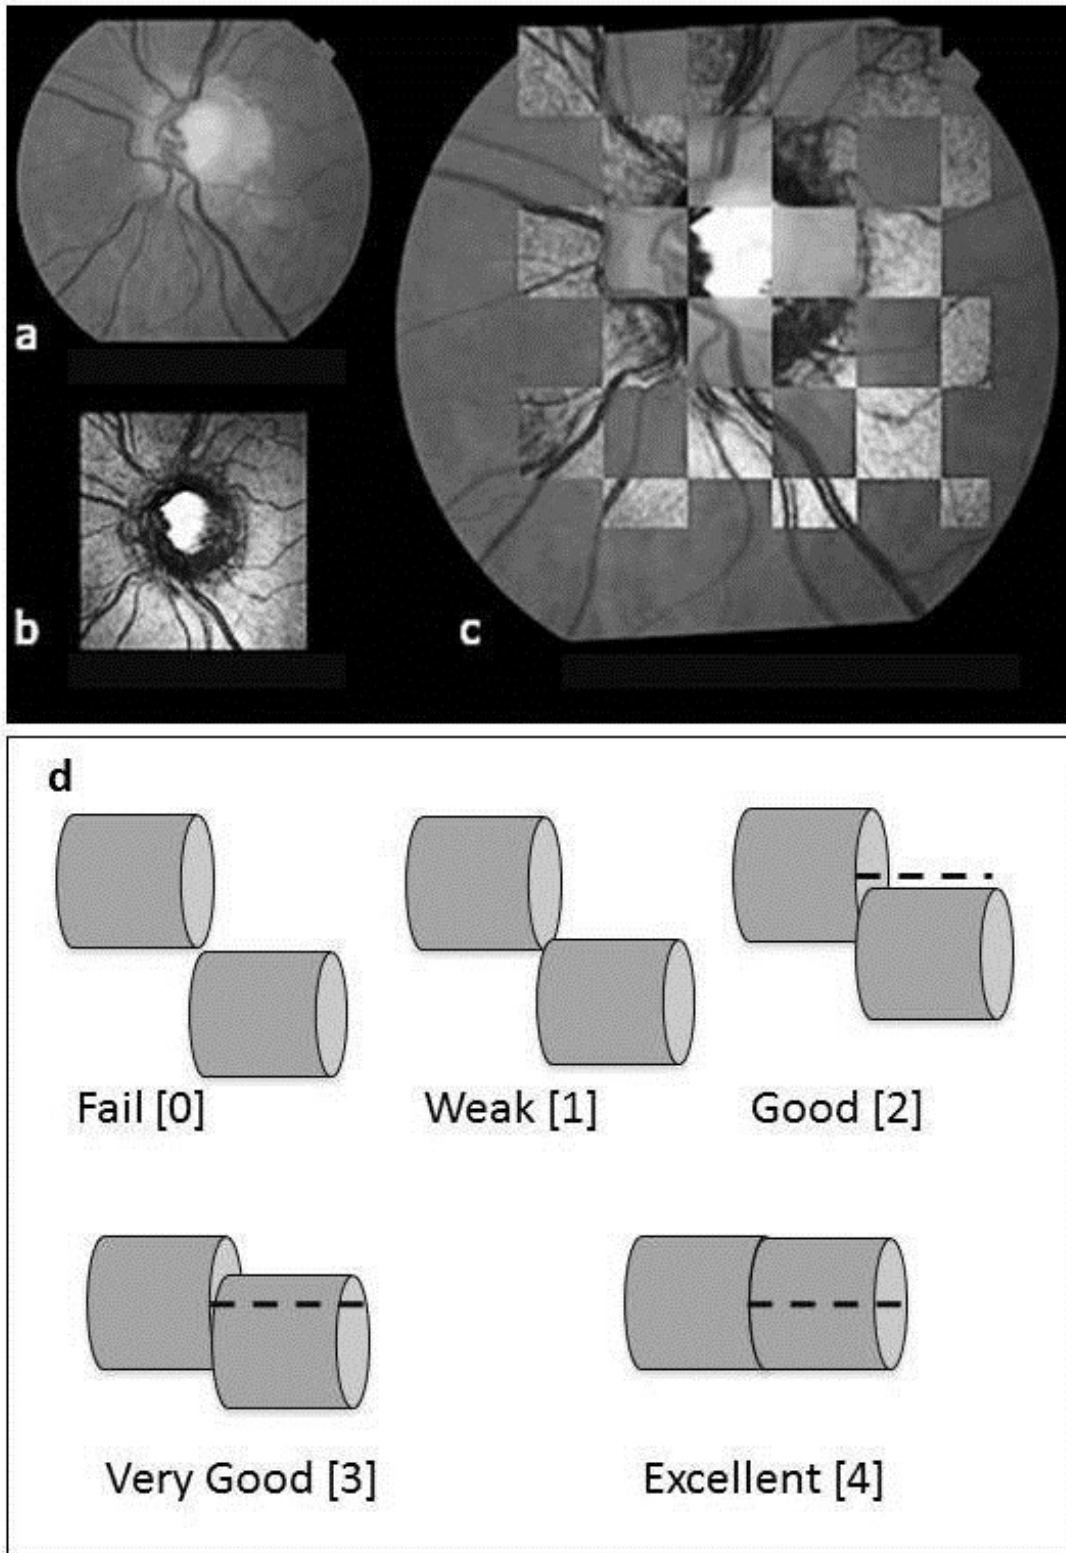 a
b
c
d
Fail [0]
Weak [1]
Good [2]
Very Good [3]
Excellent [4]